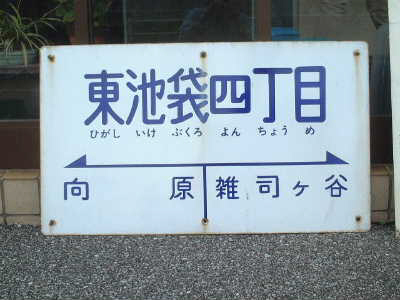 東池袋四丁目
ひがし いけ ぶくろ よん ちょう め
向原 雑司ヶ谷